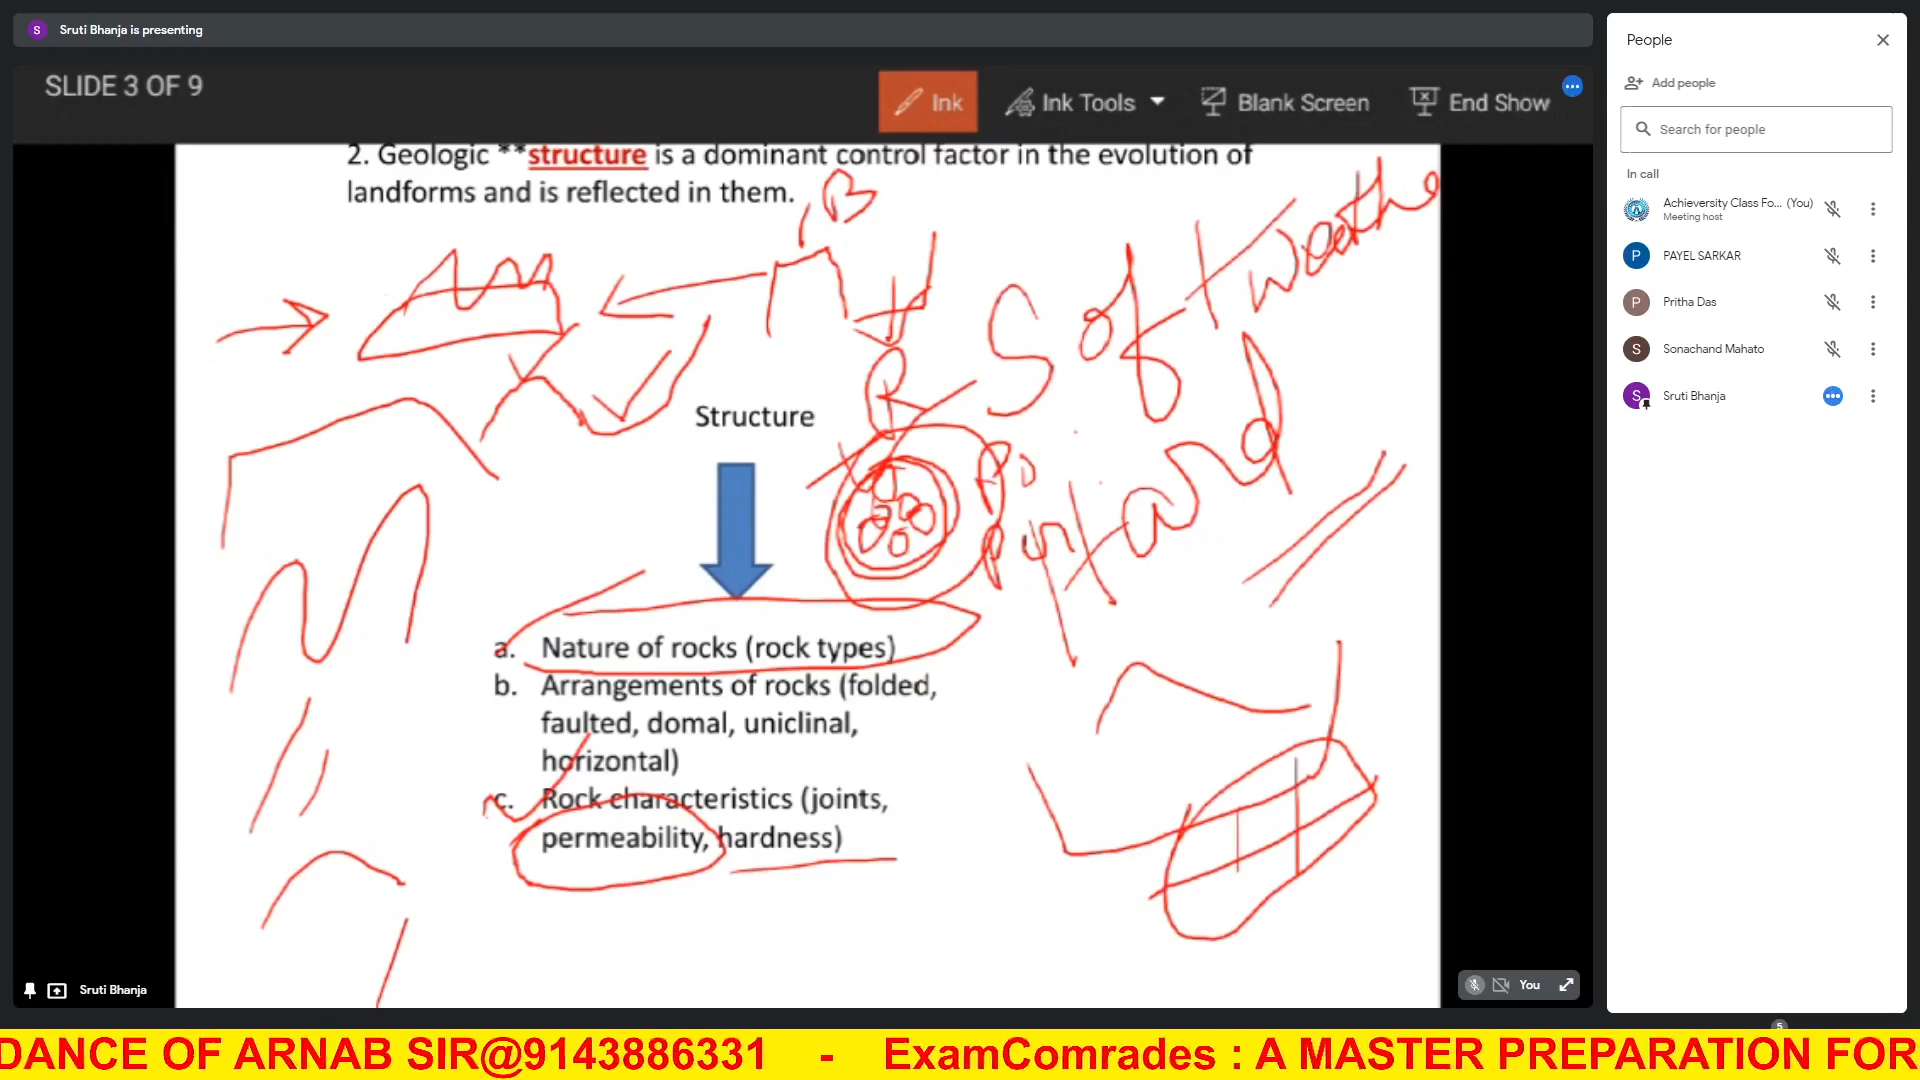 S Sruti Bhanja is presenting
People
SLIDE 3 OF 9
Ink
Ink Tools
Blank Screen
End Show
Add people
Search for people
2. Geologic **structure is a dominant control factor in the evolution of
landforms and is reflected in them.
In call
Achieversity Class Fo... (You)
Meeting host
P PAYEL SARKAR
P Pritha Das
S Sonachand Mahato
S Sruti Bhanja
B
Soft weathe
R
Hard
Structure
a. Nature of rocks (rock types)
b. Arrangements of rocks (folded,
faulted, domal, uniclinal,
horizontal)
c. Rock characteristics (joints,
permeability, hardness)
Sruti Bhanja
You
5
DANCE OF ARNAB SIR@9143886331 - ExamComrades : A MASTER PREPARATION FOR